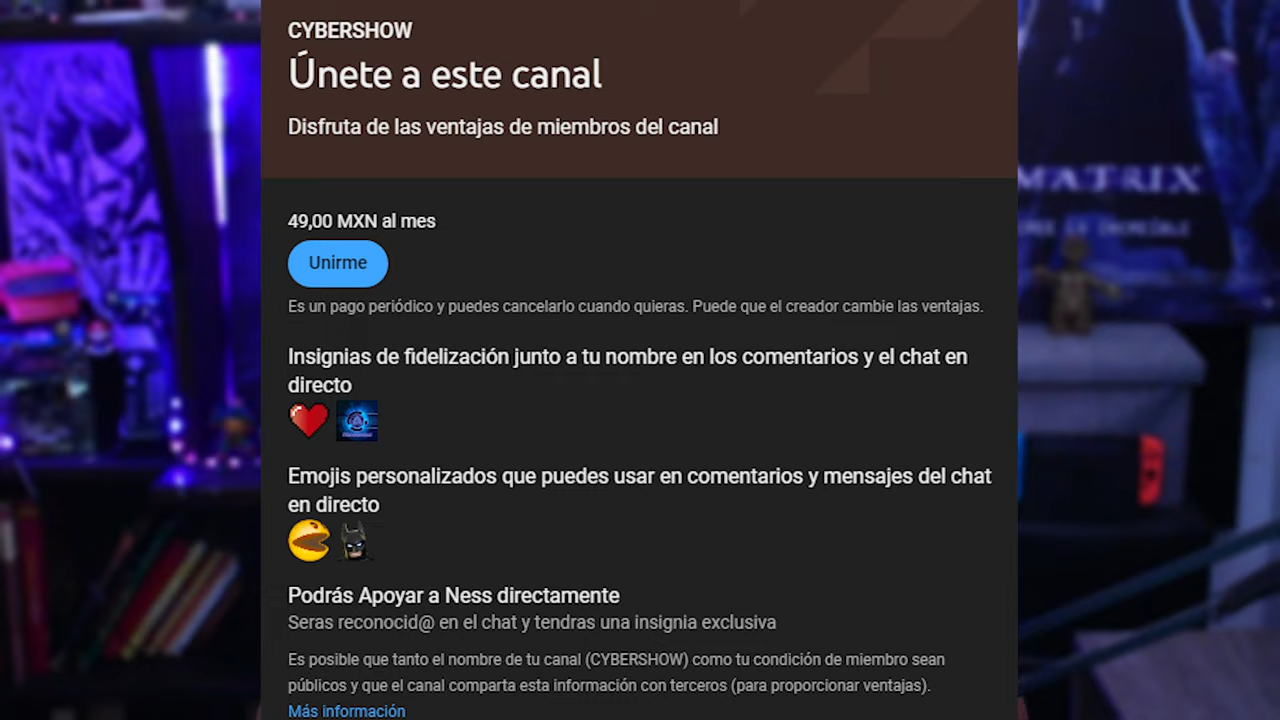 CYBERSHOW
Únete a este canal
Disfruta de las ventajas de miembros del canal
49,00 MXN al mes
Unirme
Es un pago periódico y puedes cancelarlo cuando quieras. Puede que el creador cambie las ventajas.
Insignias de fidelización junto a tu nombre en los comentarios y el chat en
directo
Emojis personalizados que puedes usar en comentarios y mensajes del chat
en directo
Podrás Apoyar a Ness directamente
Seras reconocid@ en el chat y tendras una insignia exclusiva
Es posible que tanto el nombre de tu canal (CYBERSHOW) como tu condición de miembro sean
públicos y que el canal comparta esta información con terceros (para proporcionar ventajas).
Más información
MATRIX